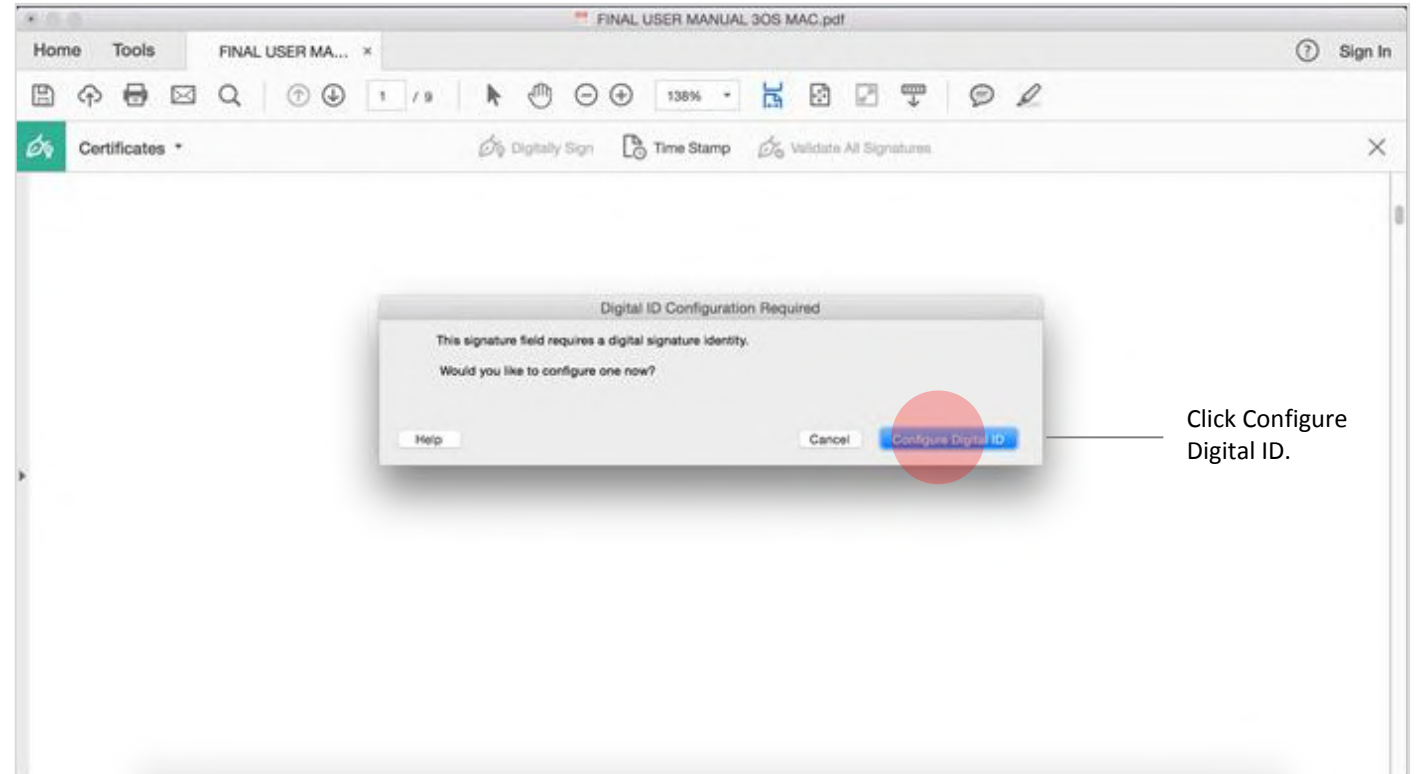 FINAL USER MANUAL 3OS MAC.pdf
Home Tools FINAL USER MA... × ? Sign In
1 / 9 138%
Certificates Digitally Sign Time Stamp Validate All Signatures
Digital ID Configuration Required
This signature field requires a digital signature identity.
Would you like to configure one now?
Help Cancel Configure Digital ID
Click Configure
Digital ID.